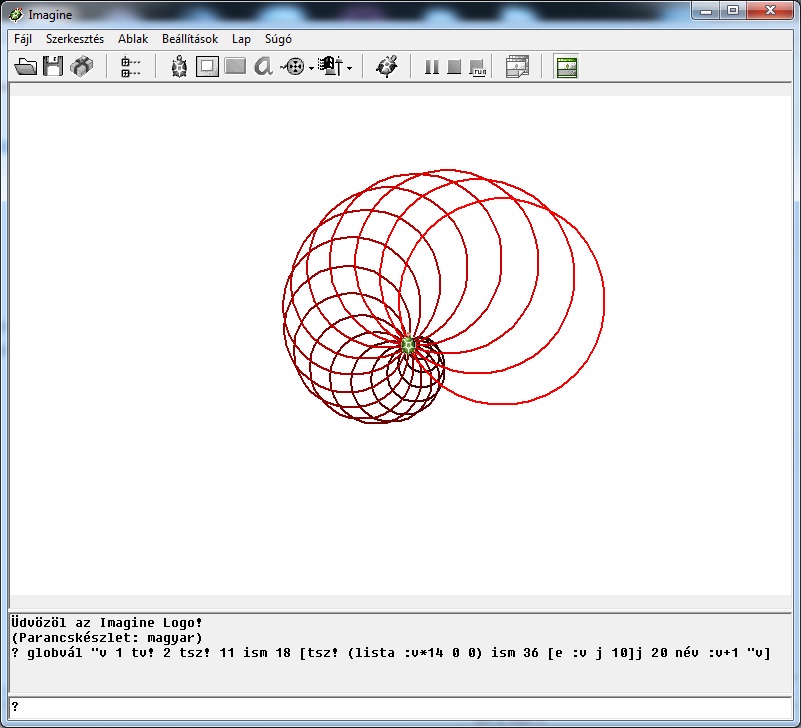 Imagine
Fájl Szerkesztés Ablak Beállítások Lap Súgó
run
Üdvözöl az Imagine Logo!
(Parancskészlet: magyar)
? globvál "v 1 tv! 2 tsz! 11 ism 18 [tsz! (lista :v*14 0 0) ism 36 [e :v j 10]j 20 név :v+1 "v]
?